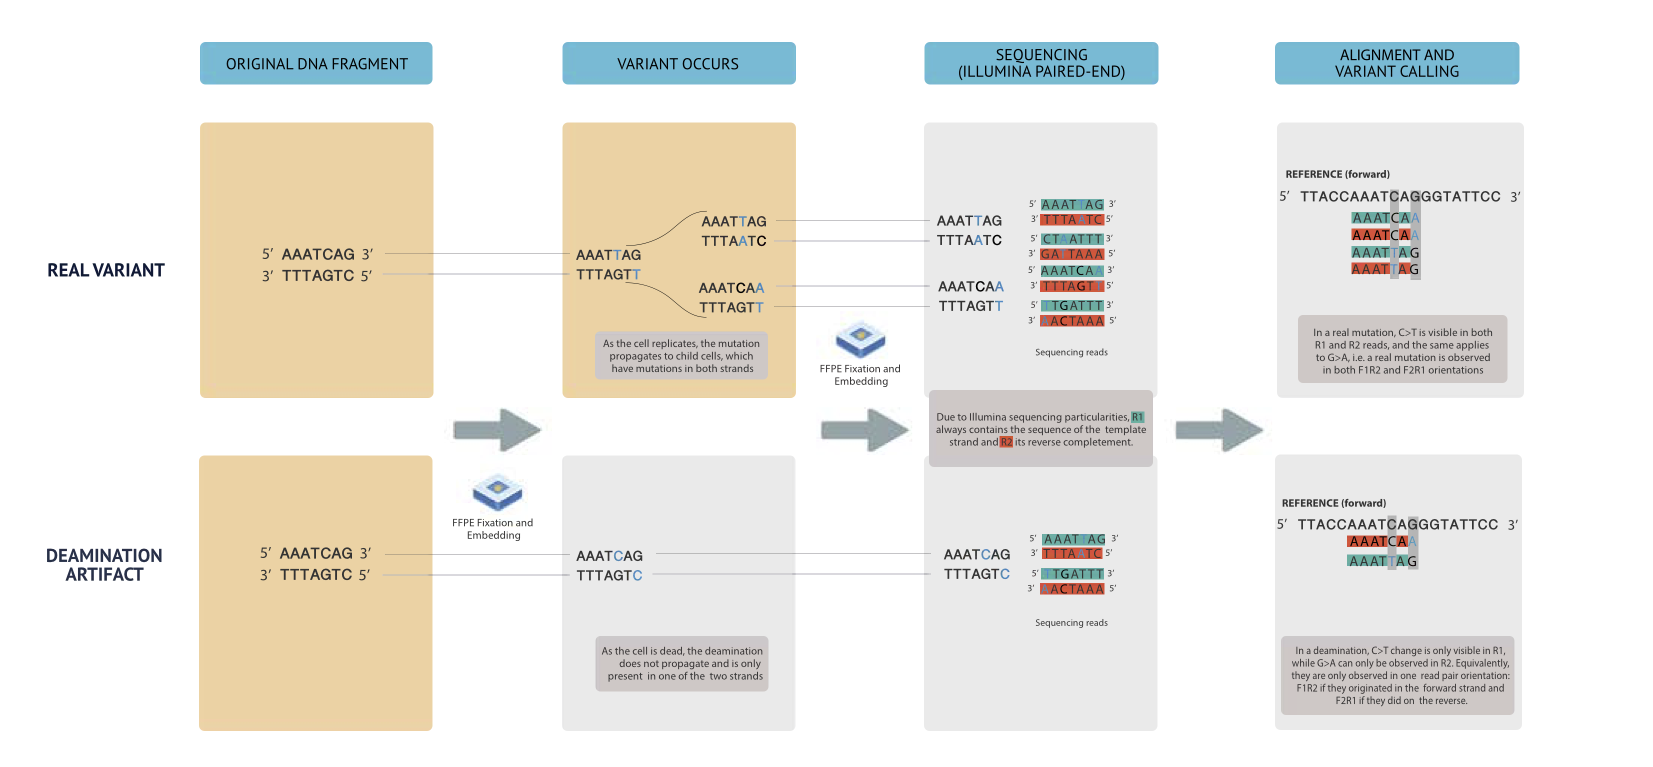 ORIGINAL DNA FRAGMENT
VARIANT OCCURS
SEQUENCING
(ILLUMINA PAIRED-END)
ALIGNMENT AND
VARIANT CALLING
REAL VARIANT
5’ AAATCAG 3’
3’ TTTAGTC 5’
AAATTAG
TTTAGTT
AAATTAG
TTTAATC
AAATCAA
TTTAGTT
As the cell replicates, the mutation
propagates to child cells, which
have mutations in both strands
FFPE Fixation and
Embedding
AAATTAG
TTTAATC
AAATCAA
TTTAGTT
5’ AAATTAG 3’
3’ TTTAATC 5’
5’ CTAATTT 3’
3’ GATTAAA 5’
5’ AAATCAA 3’
3’ TTTAGTT 5’
5’ TTGATTT 3’
3’ AACTAAA 5’
Sequencing reads
REFERENCE (forward)
5’ TTACCAAATCAGGGTATTCC 3’
AAATCAA
AAATCAA
AAATTAG
AAATTAG
In a real mutation, C>T is visible in both
R1 and R2 reads, and the same applies
to G>A, i.e. a real mutation is observed
in both F1R2 and F2R1 orientations
Due to Illumina sequencing particularities, R1
always contains the sequence of the template
strand and R2 its reverse completement.
DEAMINATION
ARTIFACT
5’ AAATCAG 3’
3’ TTTAGTC 5’
FFPE Fixation and
Embedding
AAATCAG
TTTAGTC
As the cell is dead, the deamination
does not propagate and is only
present in one of the two strands
AAATCAG
TTTAGTC
5’ AAATTAG 3’
3’ TTTAATC 5’
5’ TTGATTT 3’
3’ AACTAAA 5’
Sequencing reads
REFERENCE (forward)
5’ TTACCAAATCAGGGTATTCC 3’
AAATCAA
AAATTAG
In a deamination, C>T change is only visible in R1,
while G>A can only be observed in R2. Equivalently,
they are only observed in one read pair orientation:
F1R2 if they originated in the forward strand and
F2R1 if they did on the reverse.